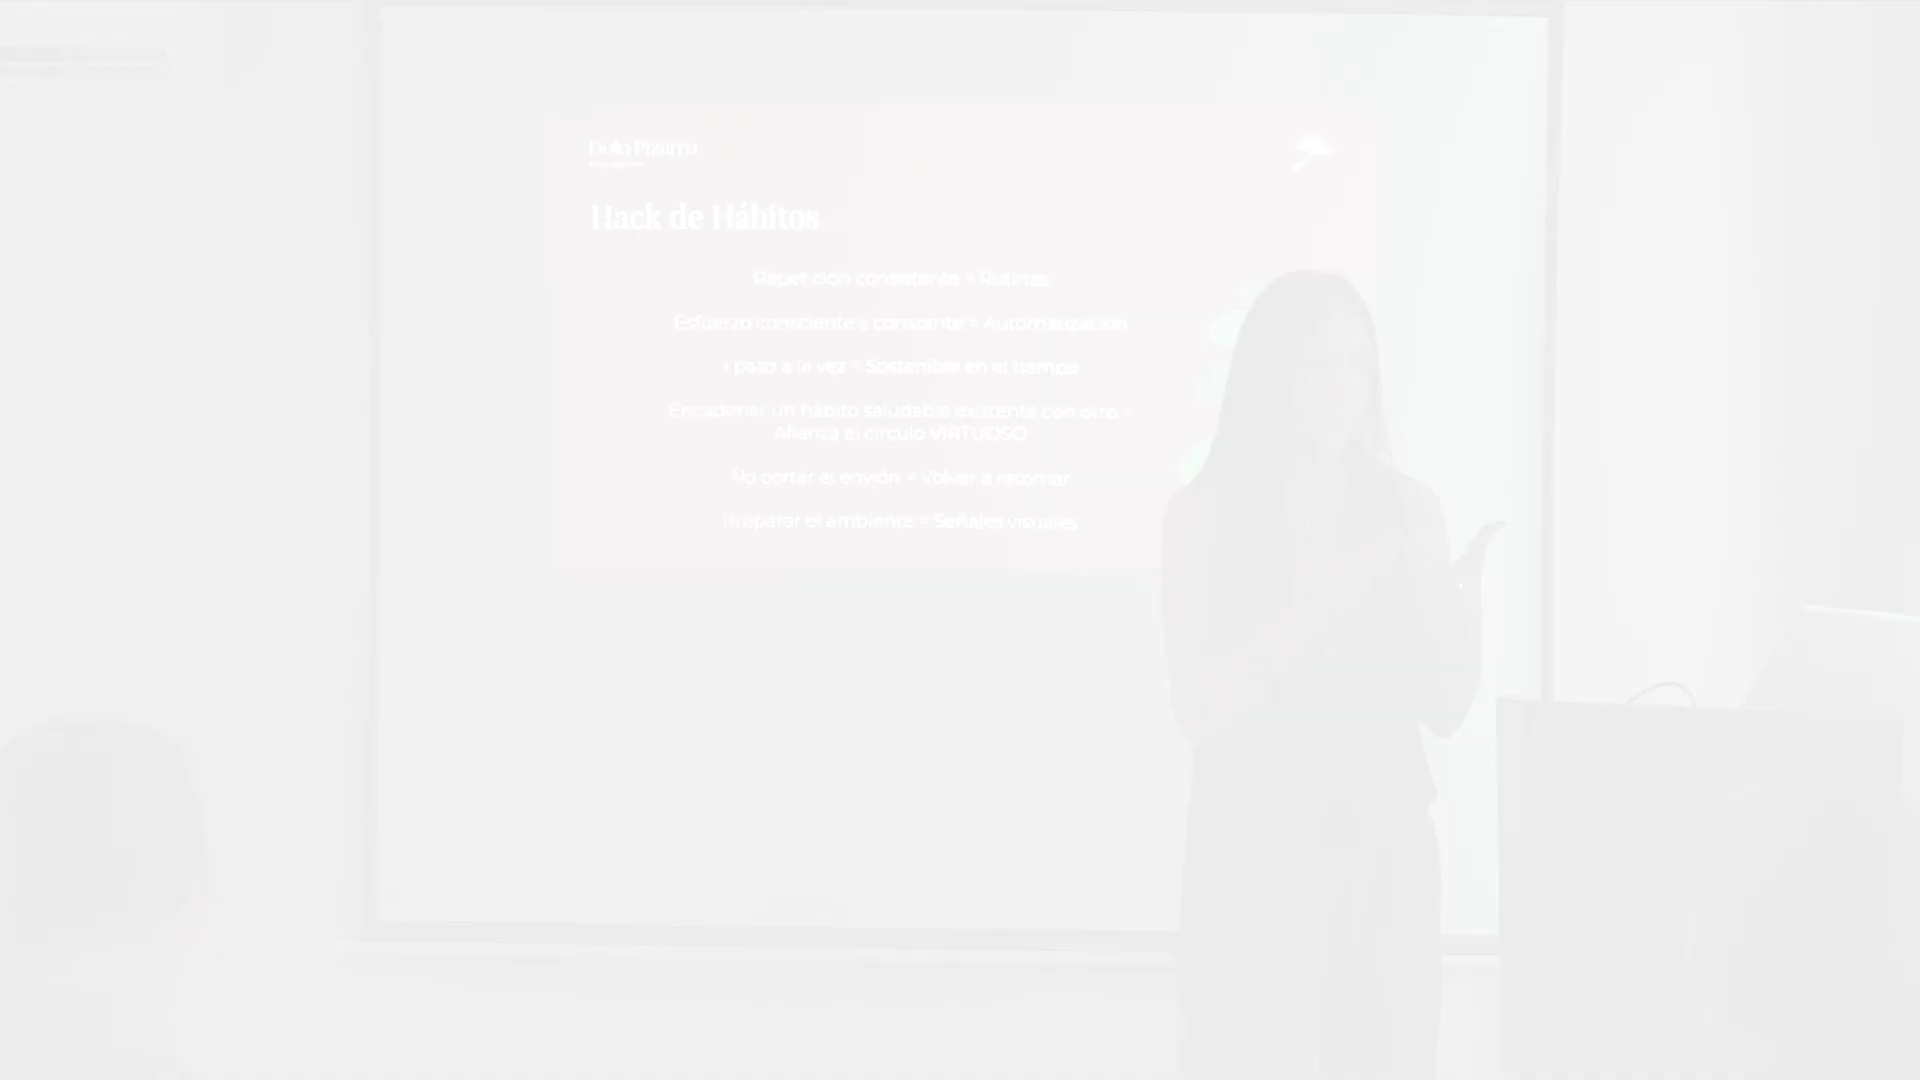 Dolo Pizarro
Hack de Hábitos
Repetición consistente = Rutinas
Esfuerzo consciente y constante = Automatización
1 paso a la vez = Sostenible en el tiempo
Encadenar un hábito saludable existente con otro =
Afianza el círculo VIRTUOSO
No cortar el envión = Volver a retomar
Preparar el ambiente = Señales visuales